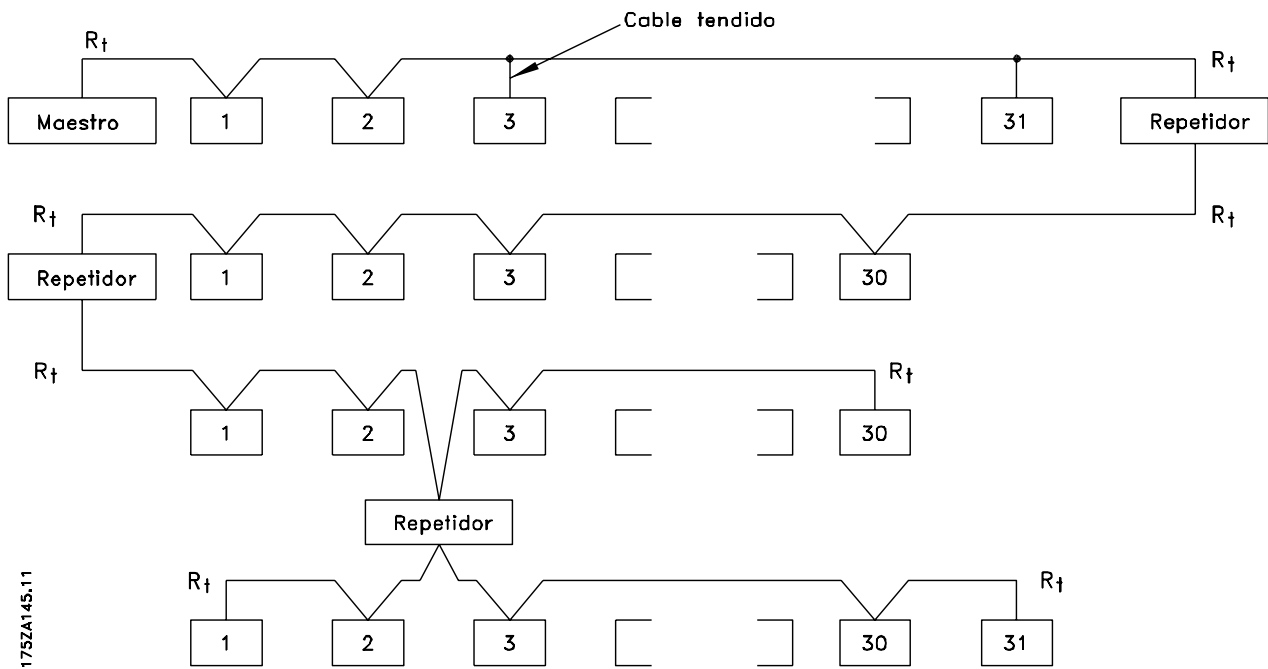 Cable tendido
Rt Rt
Maestro 1 2 3 31 Repetidor
Rt Rt
Repetidor 1 2 3 30
Rt Rt
1 2 3 30
Repetidor
Rt Rt
1 2 3 30 31
175ZA145.11